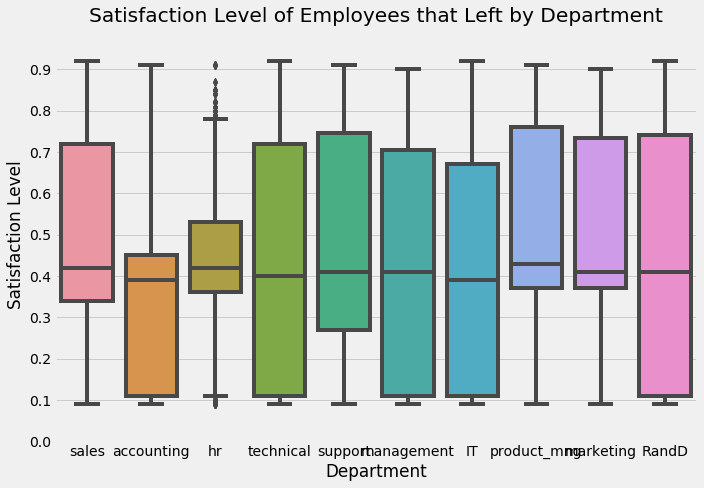 Satisfaction Level of Employees that Left by Department
Satisfaction Level
0.9
0.8
0.7
0.6
0.5
0.4
0.3
0.2
0.1
0.0
sales accounting hr technical support management IT product_mng marketing RandD
Department